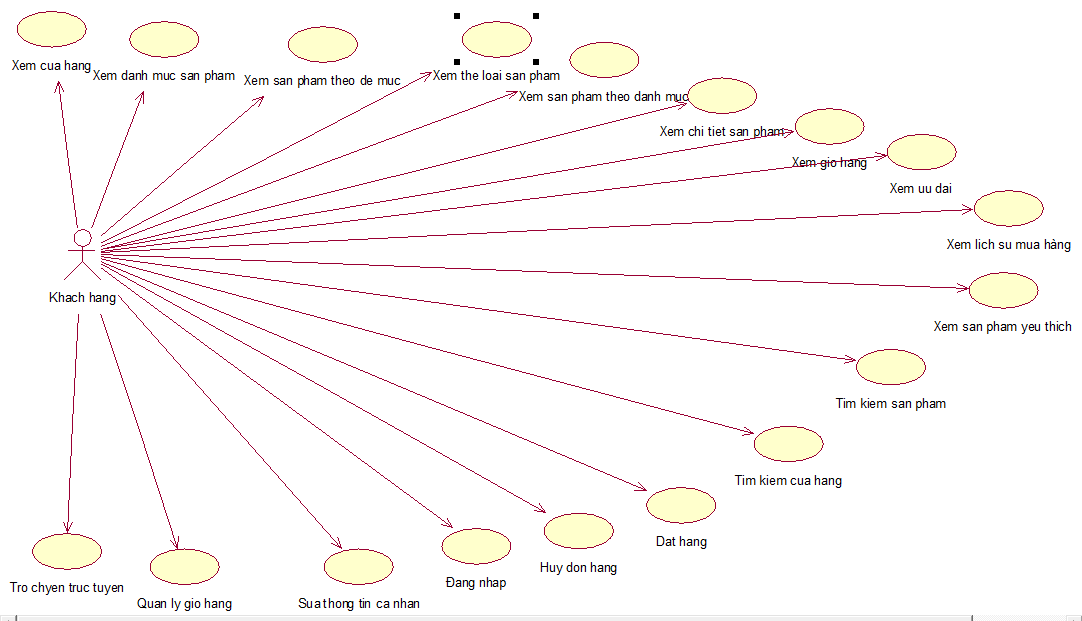 Xem cua hang
Xem danh muc san pham
Xem san pham theo de muc
Xem the loai san pham
Xem san pham theo danh muc
Xem chi tiet san pham
Xem gio hang
Xem uu dai
Xem lich su mua hàng
Xem san pham yeu thich
Khach hang
Tim kiem san pham
Tim kiem cua hang
Dat hang
Huy don hang
Đang nhap
Sua thong tin ca nhan
Quan ly gio hang
Tro chyen truc tuyen